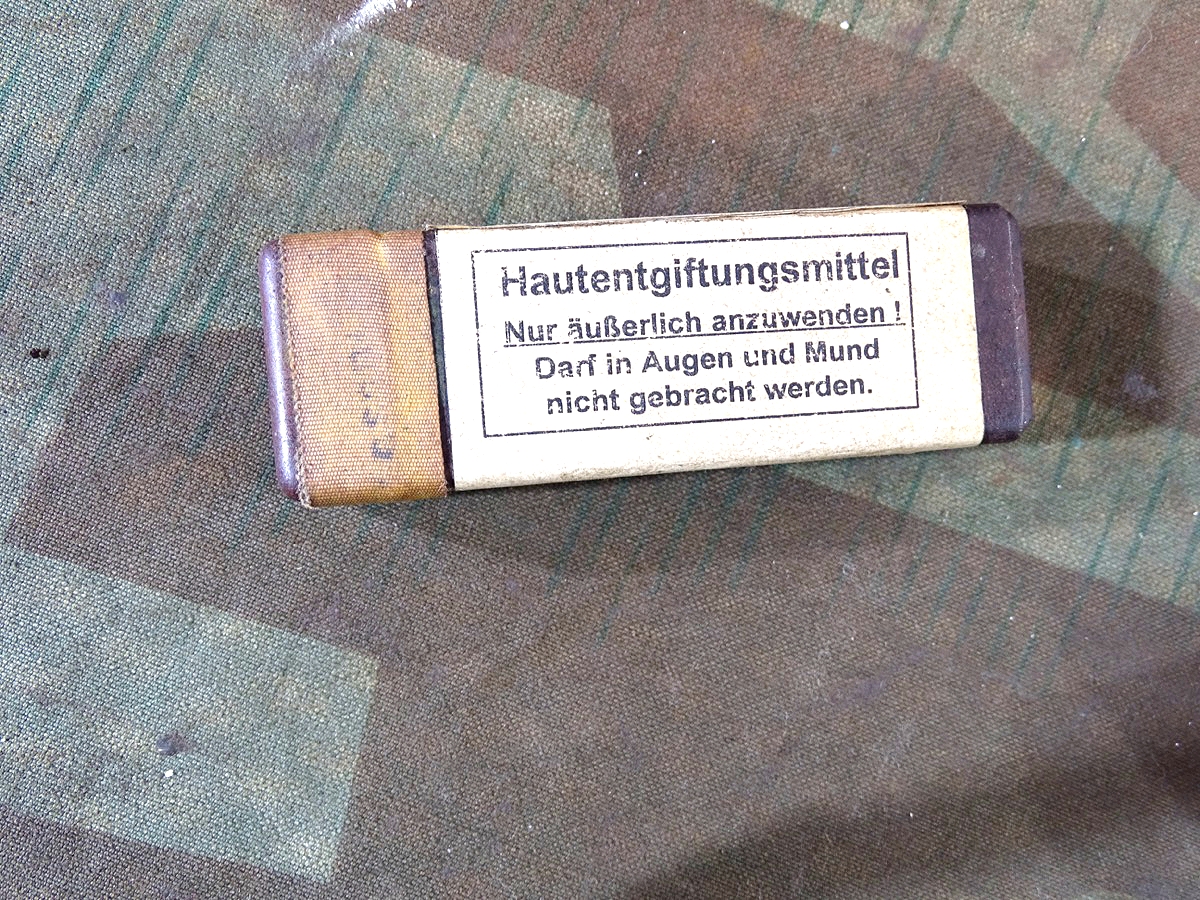 Hautentgiftungsmittel
Nur äußerlich anzuwenden !
Darf in Augen und Mund
nicht gebracht werden.